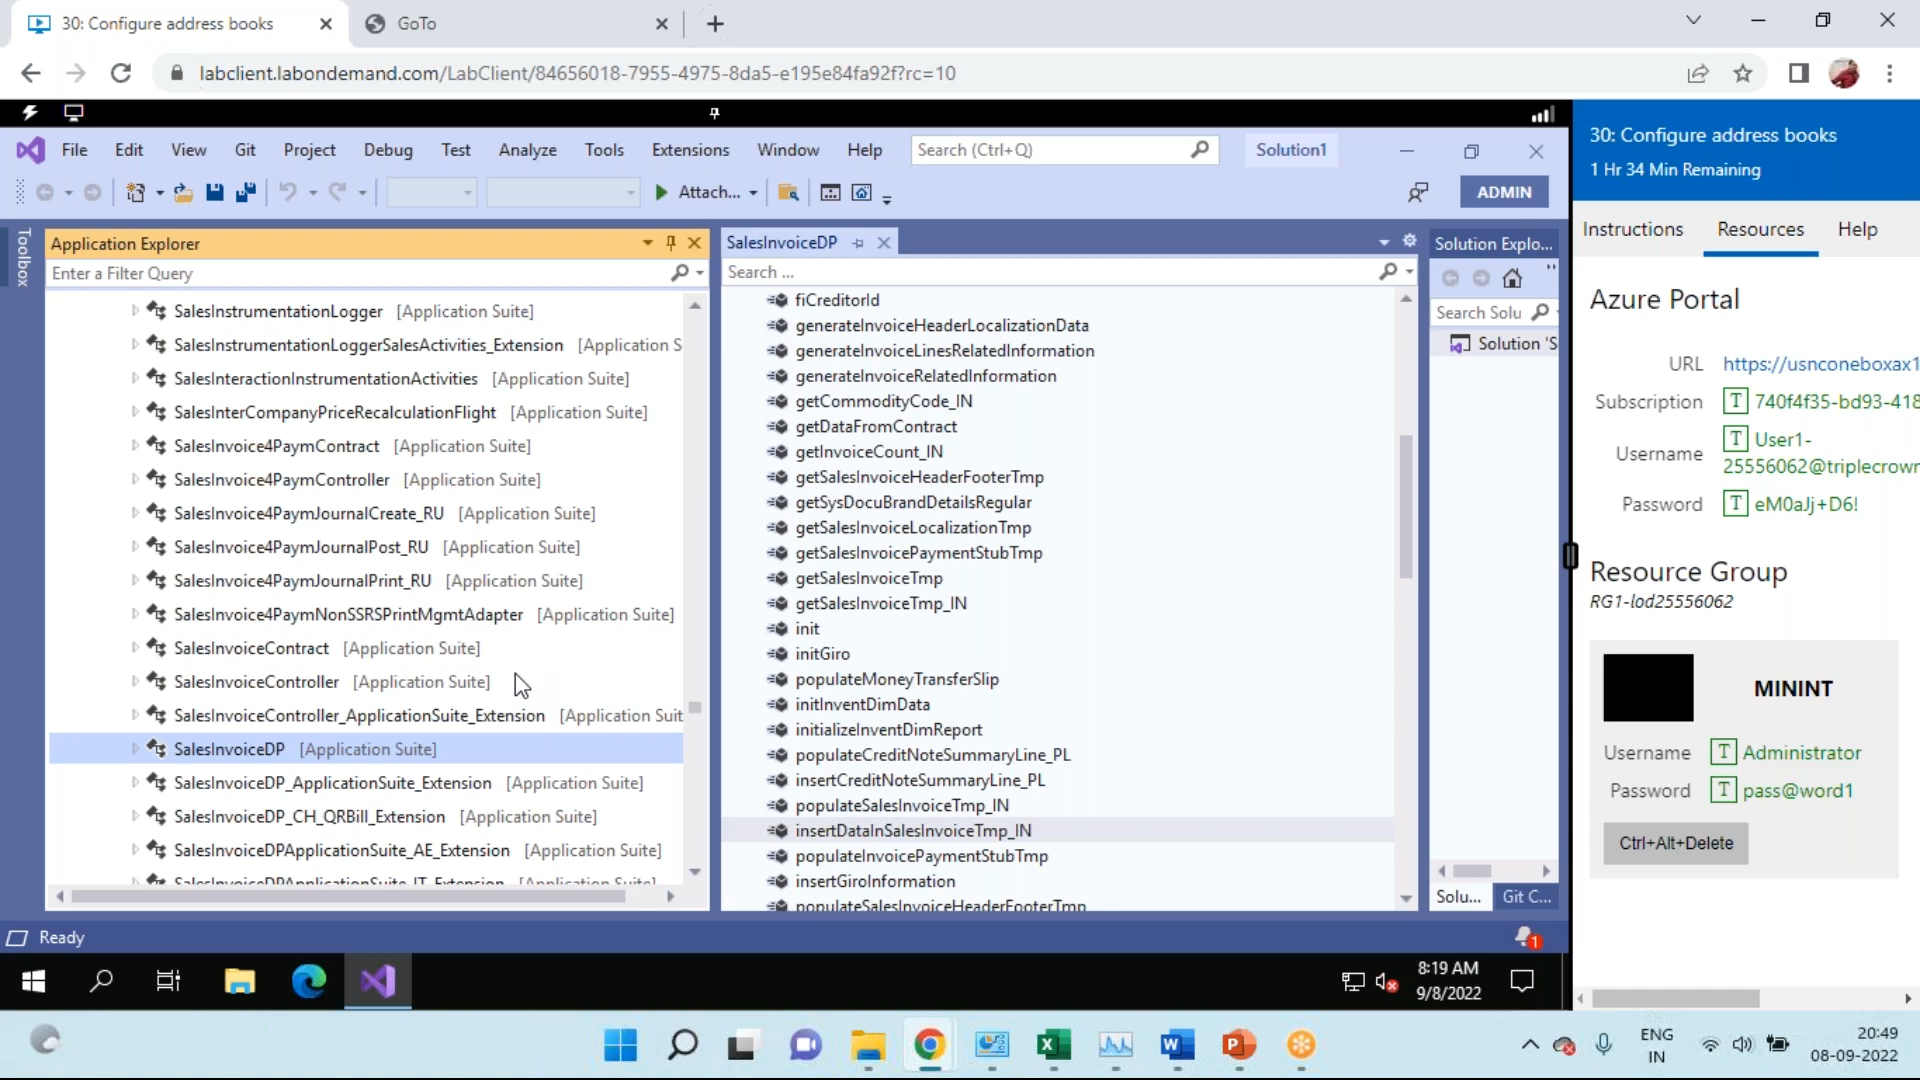 30: Configure address books
GoTo
labclient.labondemand.com/LabClient/84656018-7955-4975-8da5-e195e84fa92f?rc=10
File Edit View Git Project Debug Test Analyze Tools Extensions Window Help
Search (Ctrl+Q)
Solution1
Attach...
ADMIN
Toolbox
Application Explorer
Enter a Filter Query
SalesInstrumentationLogger [Application Suite]
SalesInstrumentationLoggerSalesActivities_Extension [Application S
SalesInteractionInstrumentationActivities [Application Suite]
SalesInterCompanyPriceRecalculationFlight [Application Suite]
SalesInvoice4PaymContract [Application Suite]
SalesInvoice4PaymController [Application Suite]
SalesInvoice4PaymJournalCreate_RU [Application Suite]
SalesInvoice4PaymJournalPost_RU [Application Suite]
SalesInvoice4PaymJournalPrint_RU [Application Suite]
SalesInvoice4PaymNonSSRSPrintMgmtAdapter [Application Suite]
SalesInvoiceContract [Application Suite]
SalesInvoiceController [Application Suite]
SalesInvoiceController_ApplicationSuite_Extension [Application Suit
SalesInvoiceDP [Application Suite]
SalesInvoiceDP_ApplicationSuite_Extension [Application Suite]
SalesInvoiceDP_CH_QRBill_Extension [Application Suite]
SalesInvoiceDPApplicationSuite_AE_Extension [Application Suite]
SalesInvoiceDPApplicationSuite_IT_Extension [Application Suite]
SalesInvoiceDP
Search ...
fiCreditorId
generateInvoiceHeaderLocalizationData
generateInvoiceLinesRelatedInformation
generateInvoiceRelatedInformation
getCommodityCode_IN
getDataFromContract
getInvoiceCount_IN
getSalesInvoiceHeaderFooterTmp
getSysDocuBrandDetailsRegular
getSalesInvoiceLocalizationTmp
getSalesInvoicePaymentStubTmp
getSalesInvoiceTmp
getSalesInvoiceTmp_IN
init
initGiro
populateMoneyTransferSlip
initInventDimData
initializeInventDimReport
populateCreditNoteSummaryLine_PL
insertCreditNoteSummaryLine_PL
populateSalesInvoiceTmp_IN
insertDataInSalesInvoiceTmp_IN
populateInvoicePaymentStubTmp
insertGiroInformation
populateSalesInvoiceHeaderFooterTmp
Solution Explo...
Search Solu
Solution 'S
Solu...
Git C...
Ready
1
8:19 AM
9/8/2022
30: Configure address books
1 Hr 34 Min Remaining
Instructions Resources Help
Azure Portal
URL https://usnconeboxax1
Subscription T 740f4f35-bd93-418
Username T User1-
25556062@triplecrown
Password T eM0aJj+D6!
Resource Group
RG1-lod25556062
MININT
Username T Administrator
Password T pass@word1
Ctrl+Alt+Delete
ENG
IN
20:49
08-09-2022